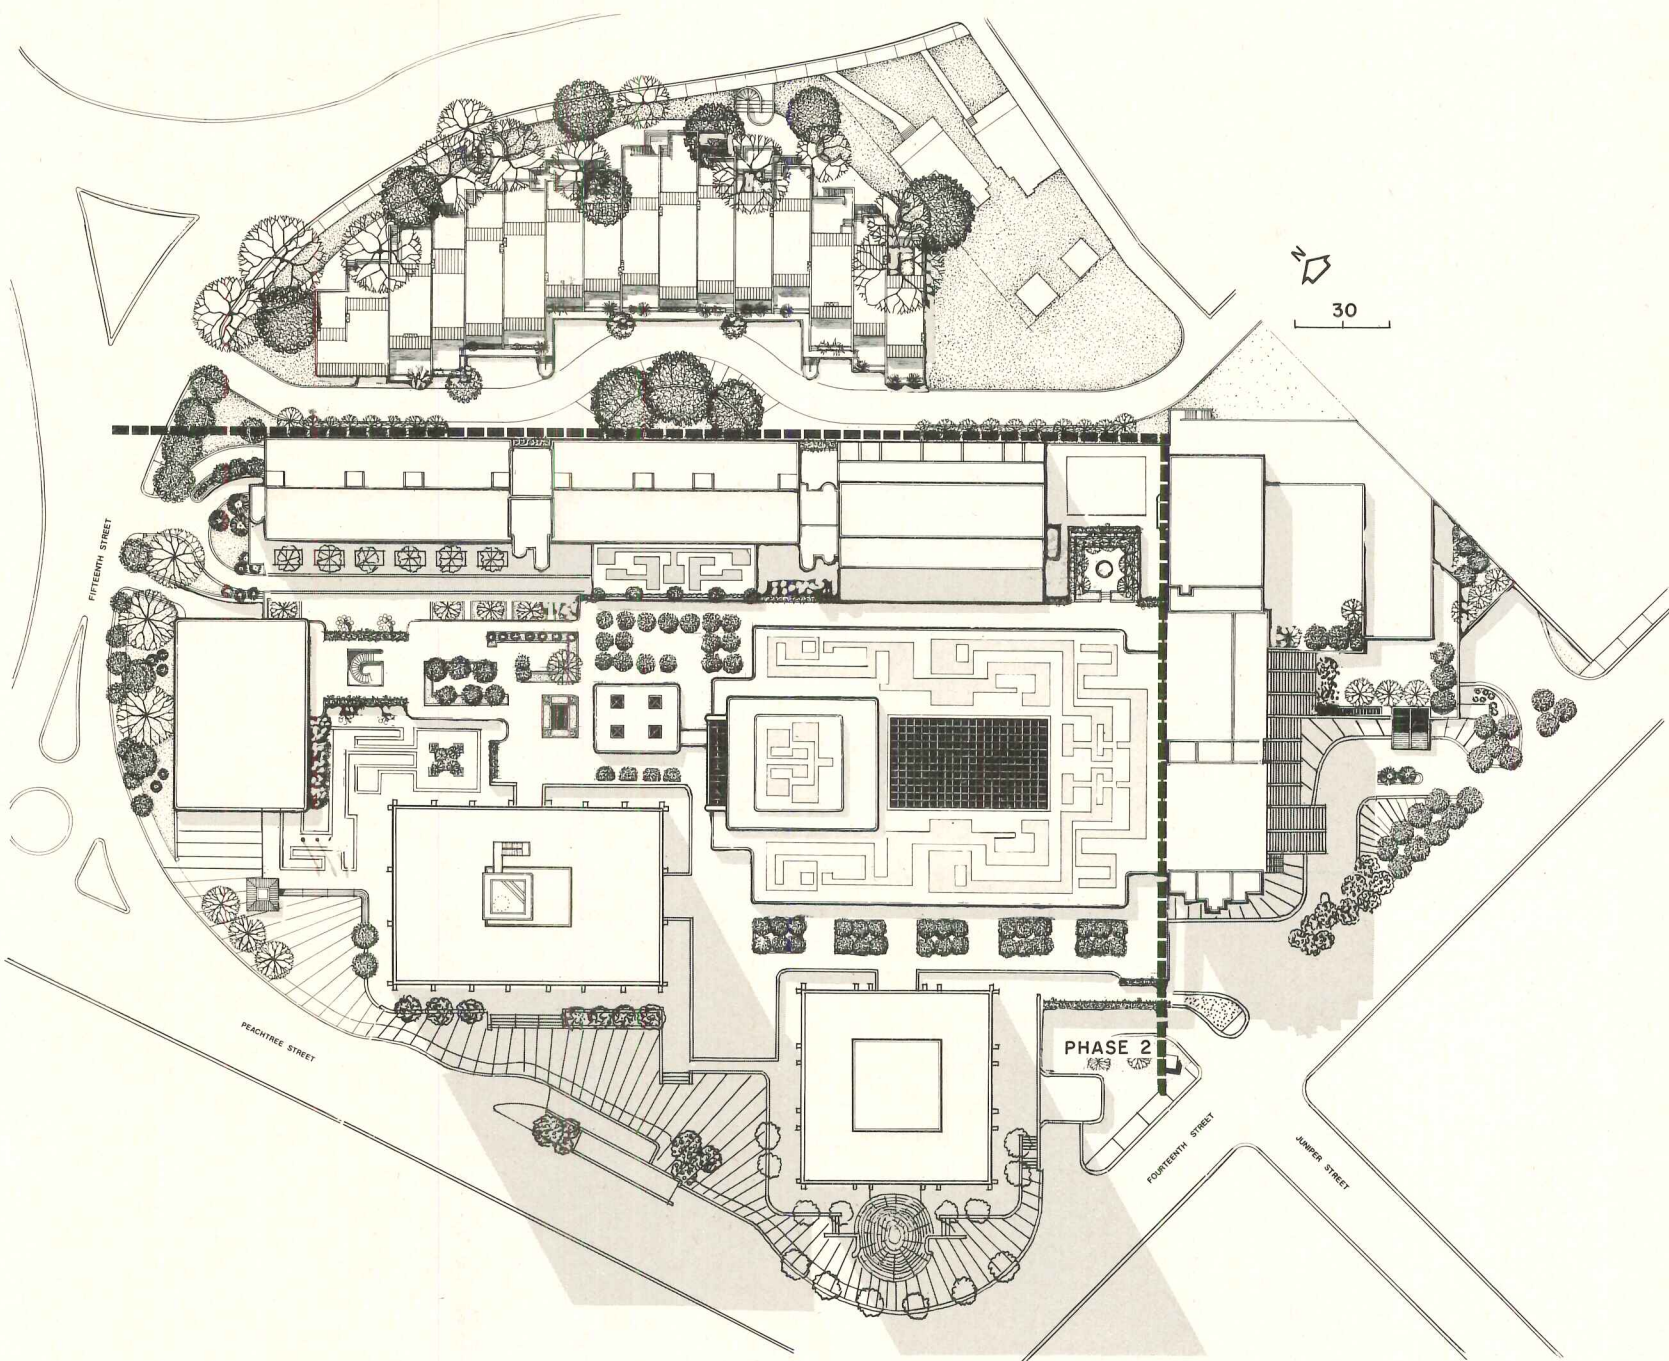 N
30
FIFTEENTH STREET
PEACHTREE STREET
PHASE 2
FOURTEENTH STREET
JUNIPER STREET